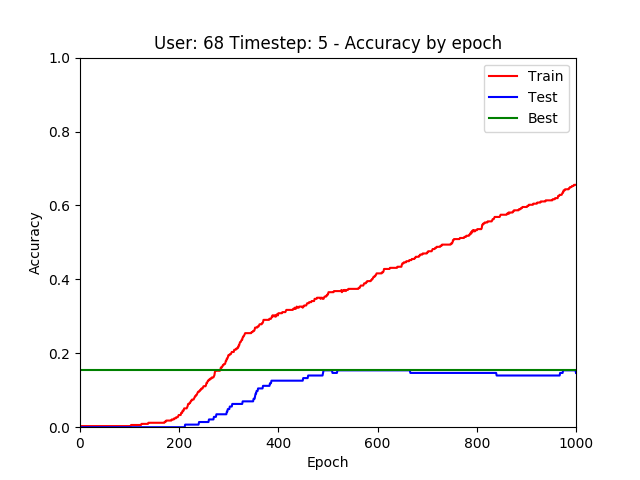 User: 68 Timestep: 5 - Accuracy by epoch
1.0
0.8
0.6
0.4
0.2
0.0
Accuracy
Train
Test
Best
0 200 400 600 800 1000
Epoch